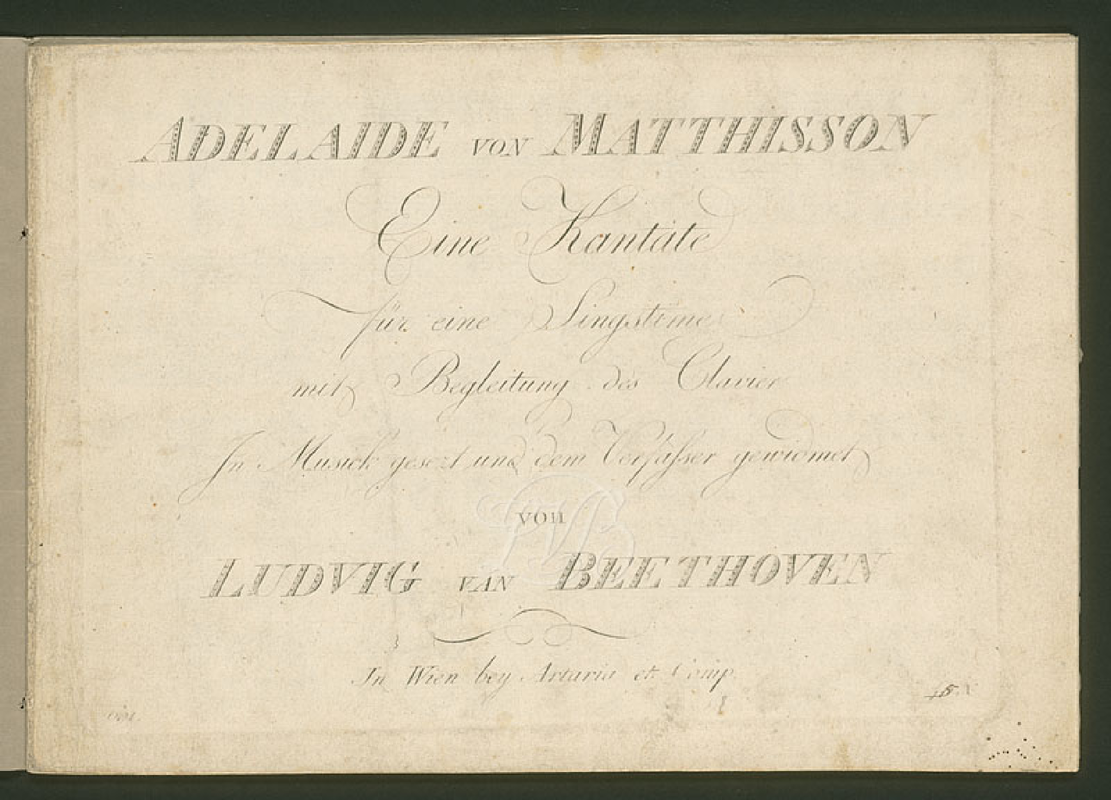 ADELAIDE VON MATTHISSON
Eine Kantate
für eine Singstime
mit Begleitung des Clavier
In Musick gesezt und dem Verfasser gewidmet
von
LUDVIG VAN BEETHOVEN
In Wien bey Artaria et Comp.